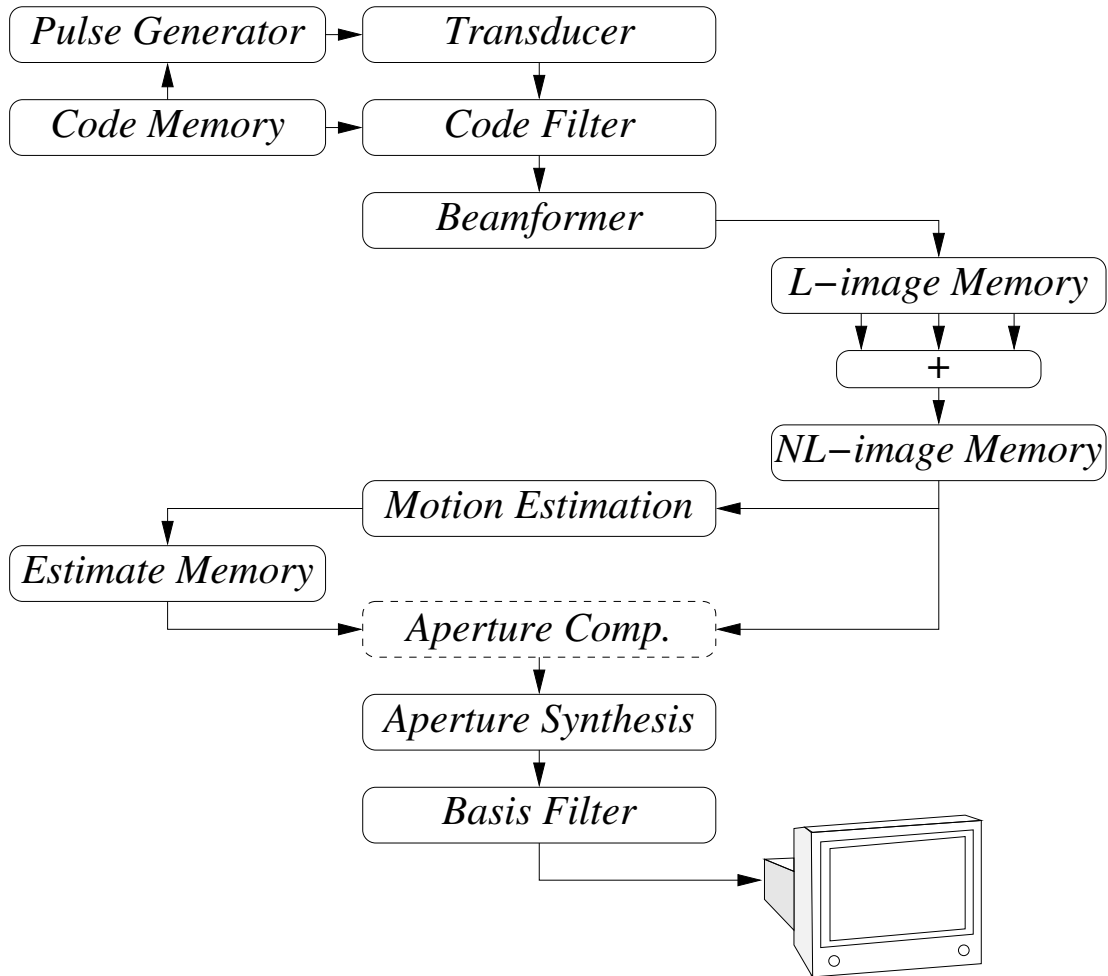 Pulse Generator
Transducer
Code Memory
Code Filter
Beamformer
L−image Memory
+
NL−image Memory
Motion Estimation
Estimate Memory
Aperture Comp.
Aperture Synthesis
Basis Filter